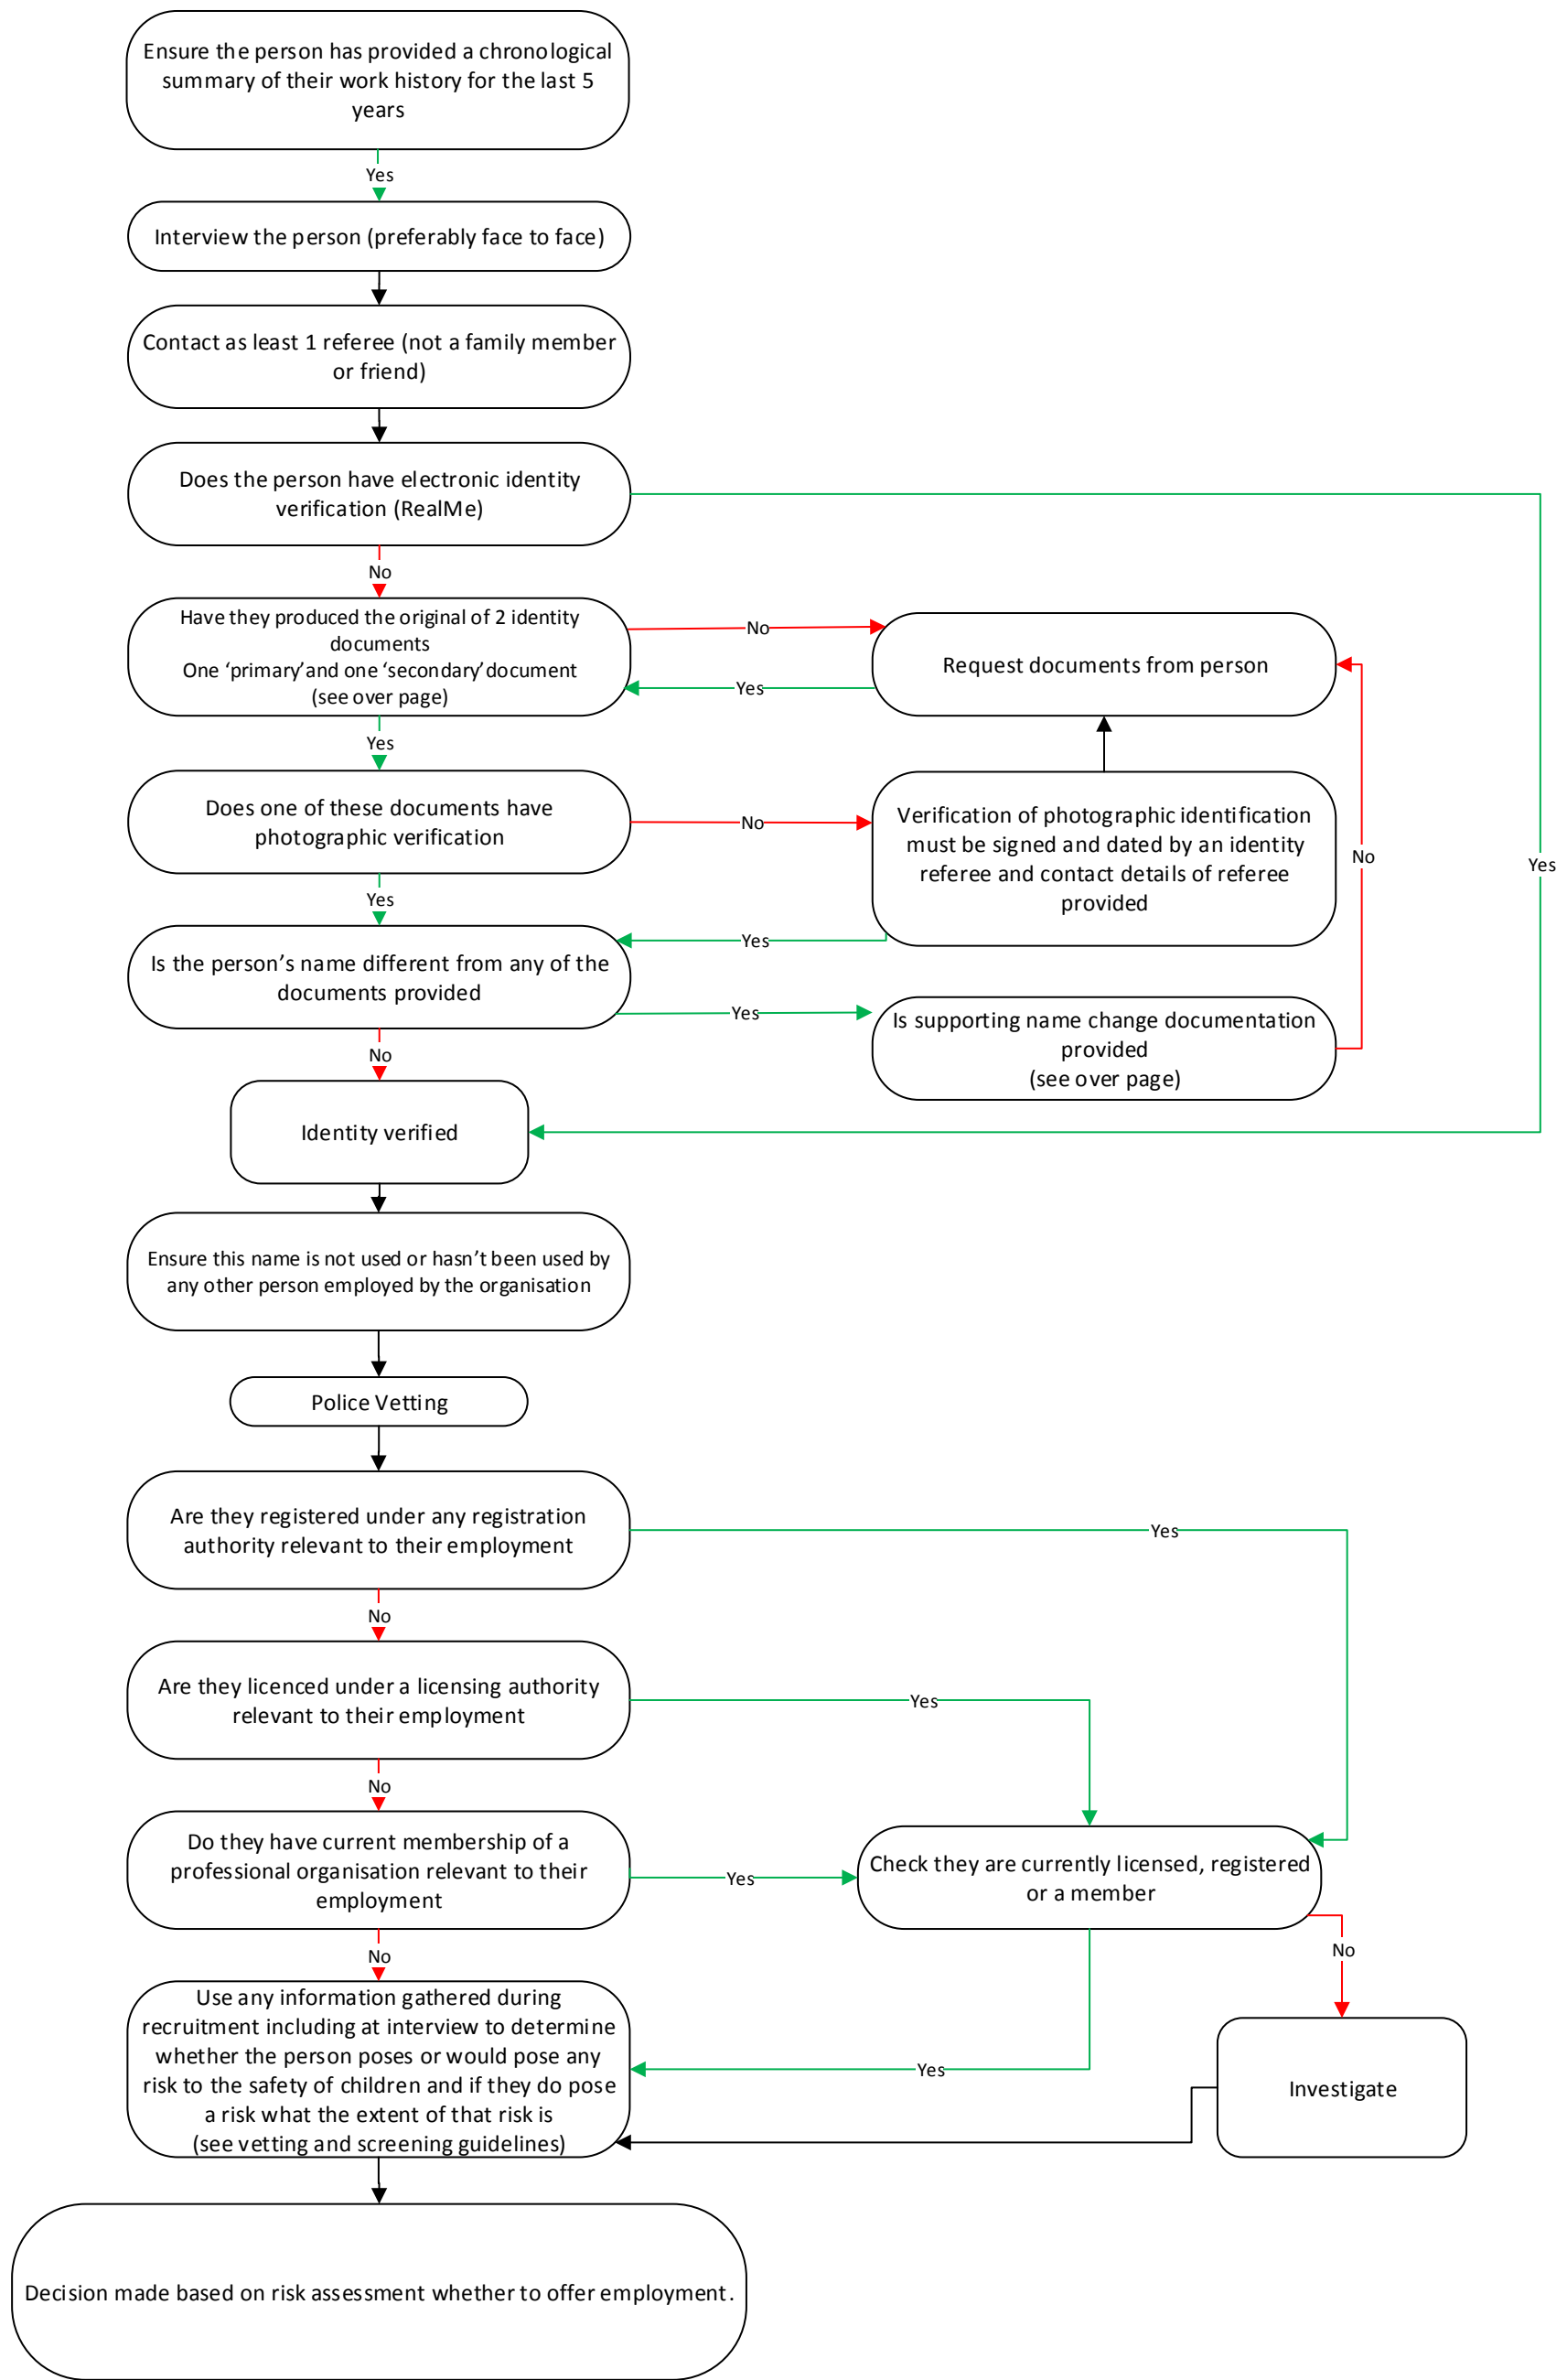 Ensure the person has provided a chronological
summary of their work history for the last 5
years
Yes
Interview the person (preferably face to face)
Contact as least 1 referee (not a family member
or friend)
Does the person have electronic identity
verification (RealMe)
Yes
No
Have they produced the original of 2 identity
documents
One ‘primary’ and one ‘secondary’ document
(see over page)
No
Request documents from person
Yes
Yes
Does one of these documents have
photographic verification
No
Verification of photographic identification
must be signed and dated by an identity
referee and contact details of referee
provided
No
Yes
Yes
Is the person’s name different from any of the
documents provided
Yes
Is supporting name change documentation
provided
(see over page)
No
Identity verified
Ensure this name is not used or hasn’t been used by
any other person employed by the organisation
Police Vetting
Are they registered under any registration
authority relevant to their employment
Yes
No
Are they licenced under a licensing authority
relevant to their employment
Yes
No
Do they have current membership of a
professional organisation relevant to their
employment
Yes
Check they are currently licensed, registered
or a member
No
No
Use any information gathered during
recruitment including at interview to determine
whether the person poses or would pose any
risk to the safety of children and if they do pose
a risk what the extent of that risk is
(see vetting and screening guidelines)
Yes
Investigate
Decision made based on risk assessment whether to offer employment.